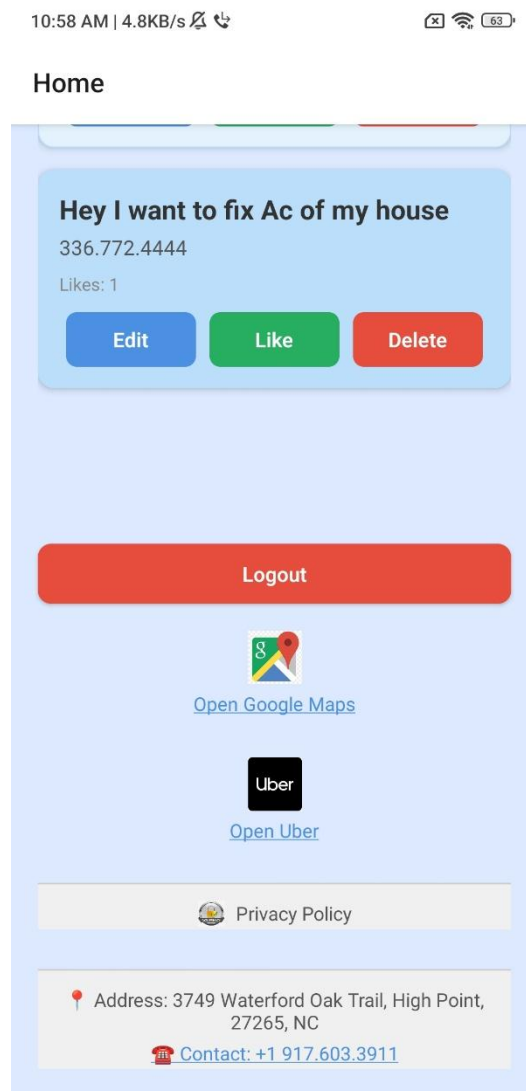 10:58 AM | 4.8KB/s
63
Home
Hey I want to fix Ac of my house
336.772.4444
Likes: 1
Edit Like Delete
Logout
g
Open Google Maps
Uber
Open Uber
Privacy Policy
Address: 3749 Waterford Oak Trail, High Point,
27265, NC
Contact: +1 917.603.3911